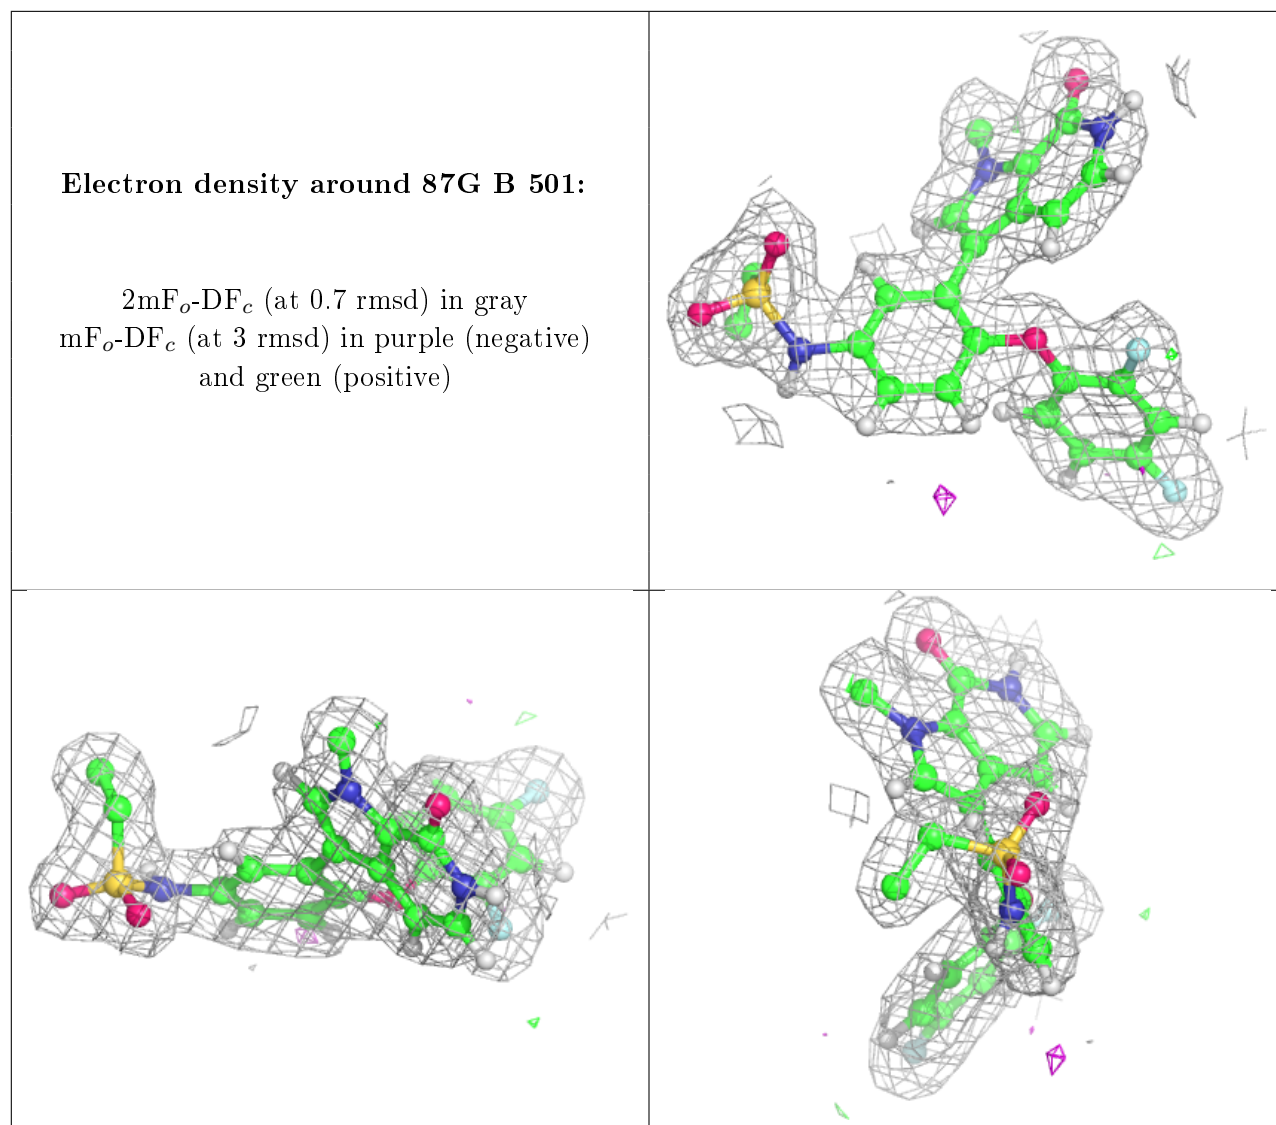 Electron density around 87G B 501:
2mFo-DFc (at 0.7 rmsd) in gray
mFo-DFc (at 3 rmsd) in purple (negative)
and green (positive)